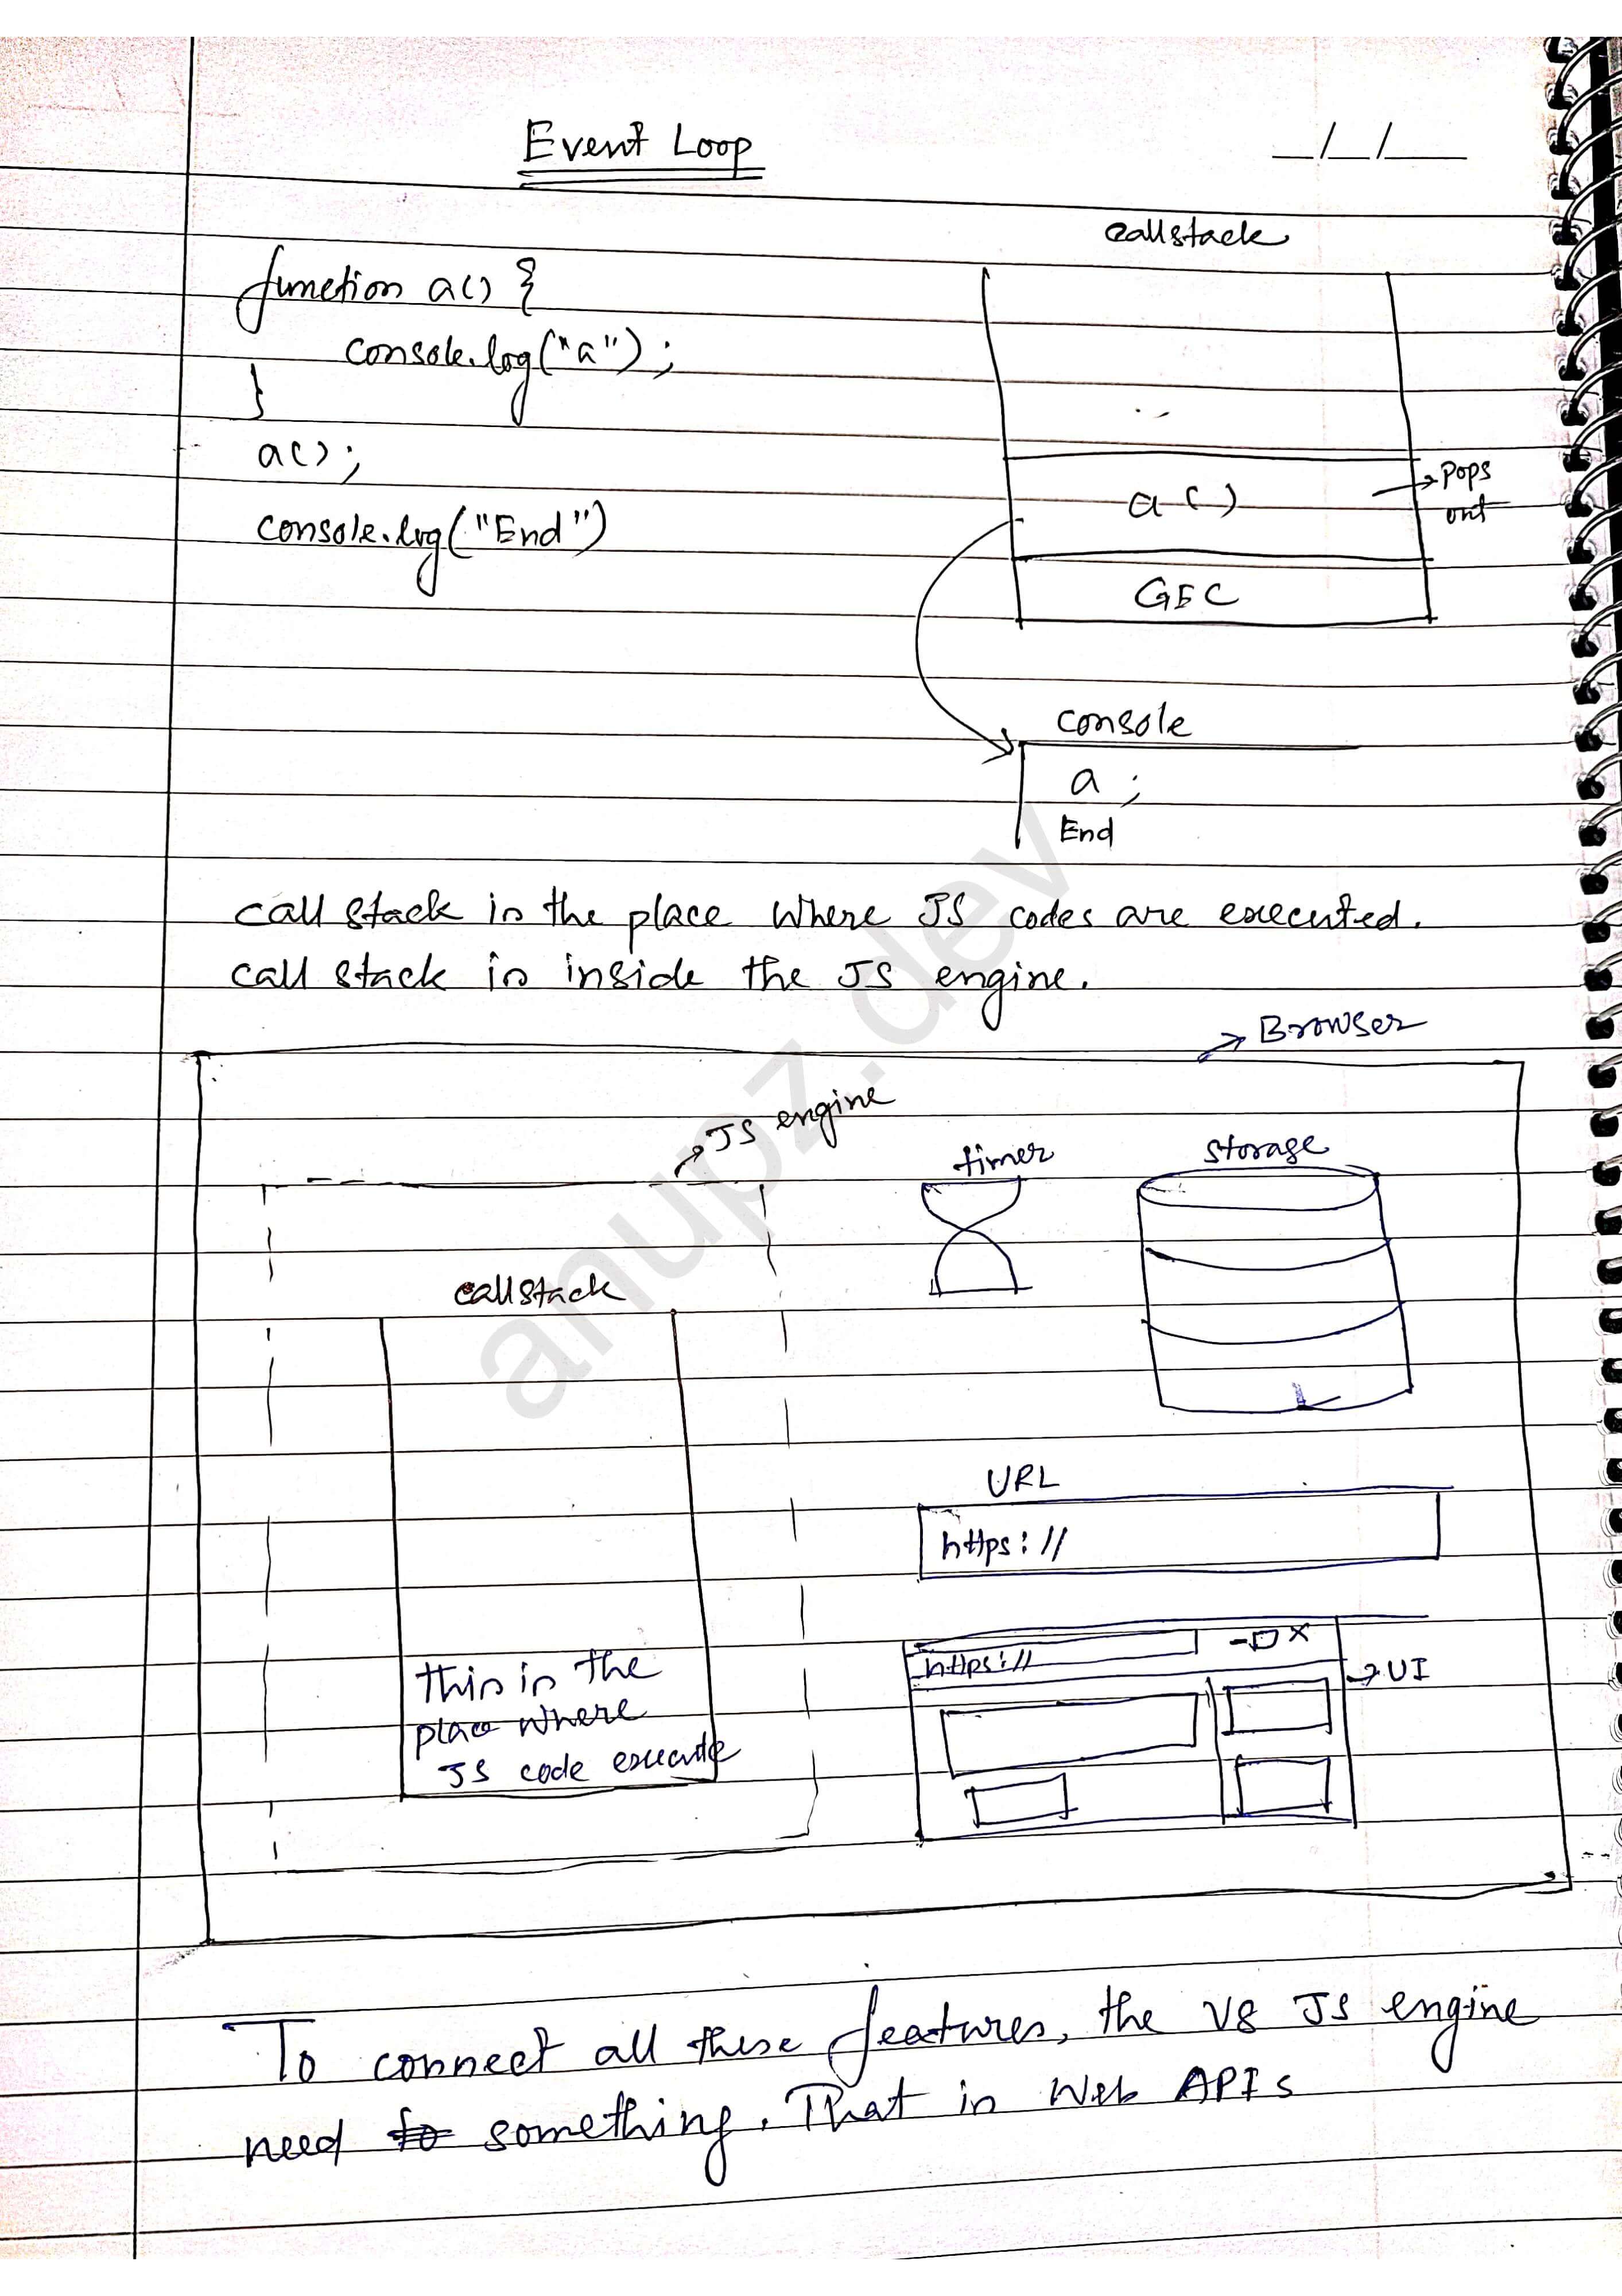 Event Loop
__/__/____
callstack
function a() {
console.log("a");
}
a();
console.log("End")
a()
→ Pops
out
GEC
console
a ;
End
call stack is the place where JS codes are executed.
call stack is inside the JS engine.
→ Browser
→ JS engine
timer
storage
callstack
URL
https://
https://
- □ X
→ UI
this is the
place where
JS code execute
To connect all these features, the V8 JS engine
need to something. That is Web APIs
anupz.dev